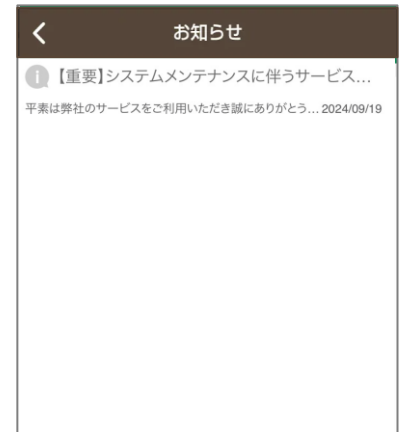 お知らせ
【重要】システムメンテナンスに伴うサービス…
平素は弊社のサービスをご利用いただき誠にありがとう… 2024/09/19